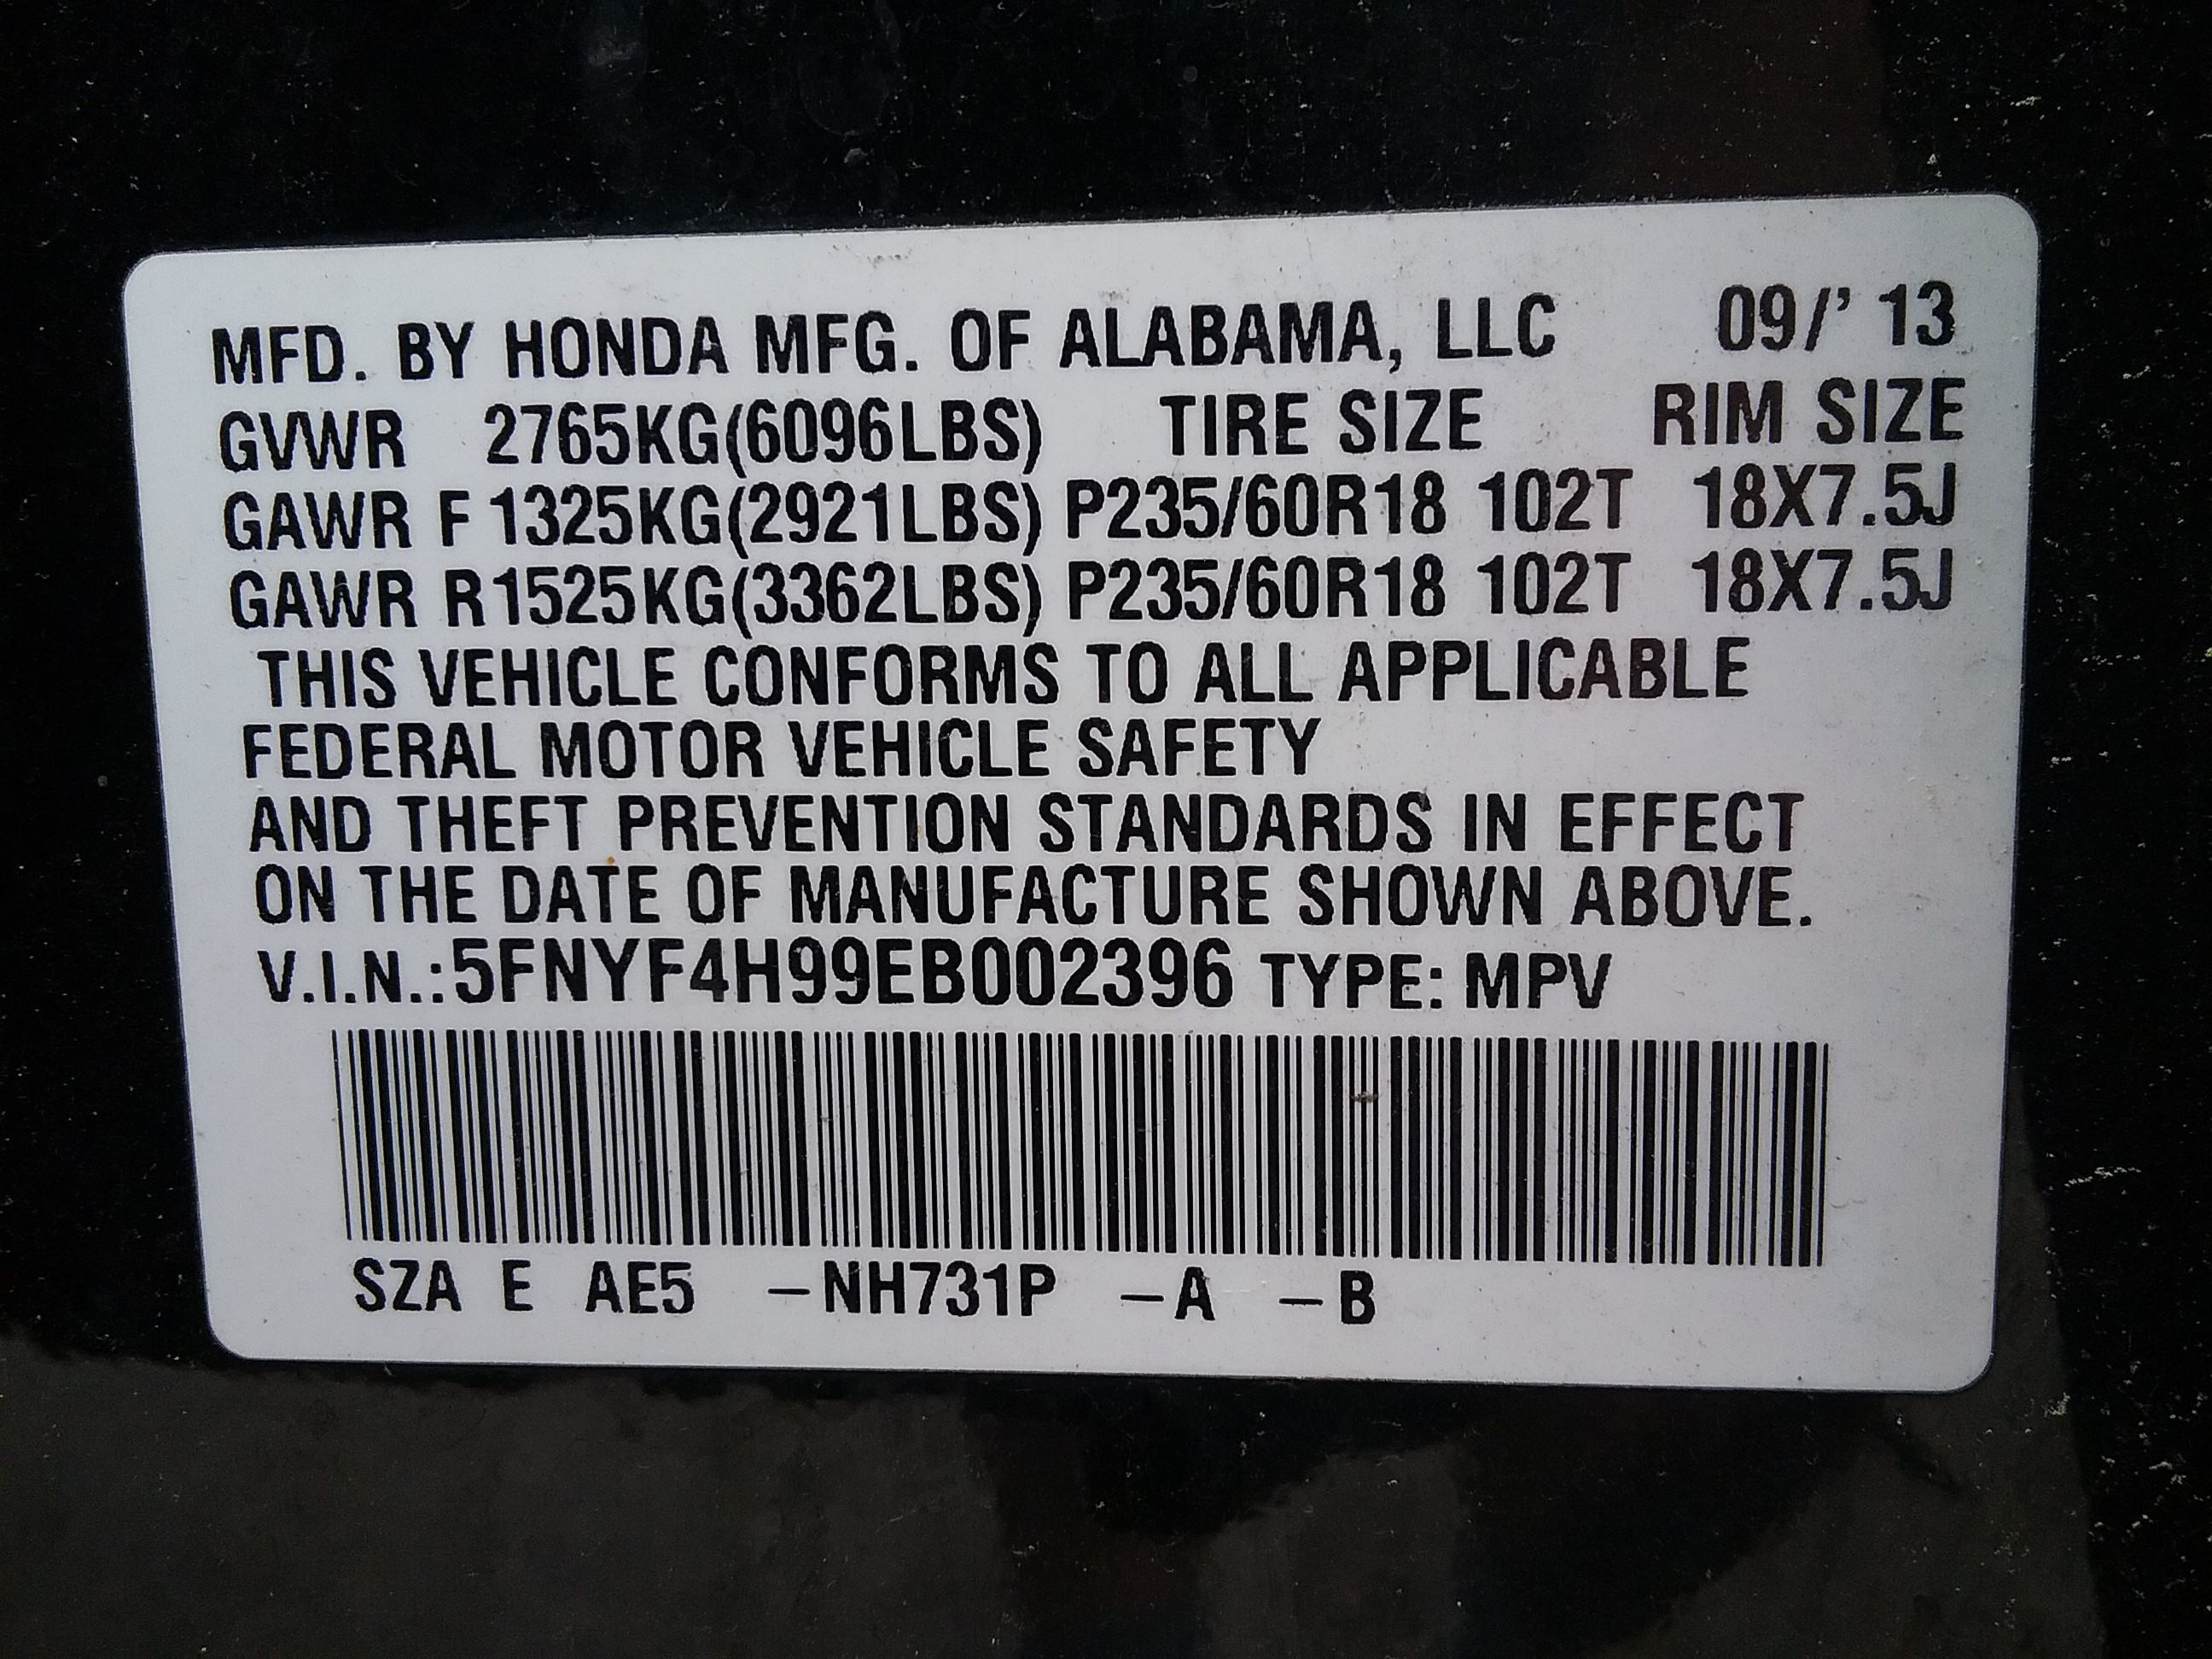 MFD. BY HONDA MFG. OF ALABAMA, LLC 09/' 13
GVWR 2765KG(6096LBS) TIRE SIZE RIM SIZE
GAWR F 1325KG(2921LBS) P235/60R18 102T 18X7.5J
GAWR R1525KG(3362LBS) P235/60R18 102T 18X7.5J
THIS VEHICLE CONFORMS TO ALL APPLICABLE
FEDERAL MOTOR VEHICLE SAFETY
AND THEFT PREVENTION STANDARDS IN EFFECT
ON THE DATE OF MANUFACTURE SHOWN ABOVE.
V.I.N.:5FNYF4H99EB002396 TYPE: MPV
SZA E AE5 –NH731P –A –B